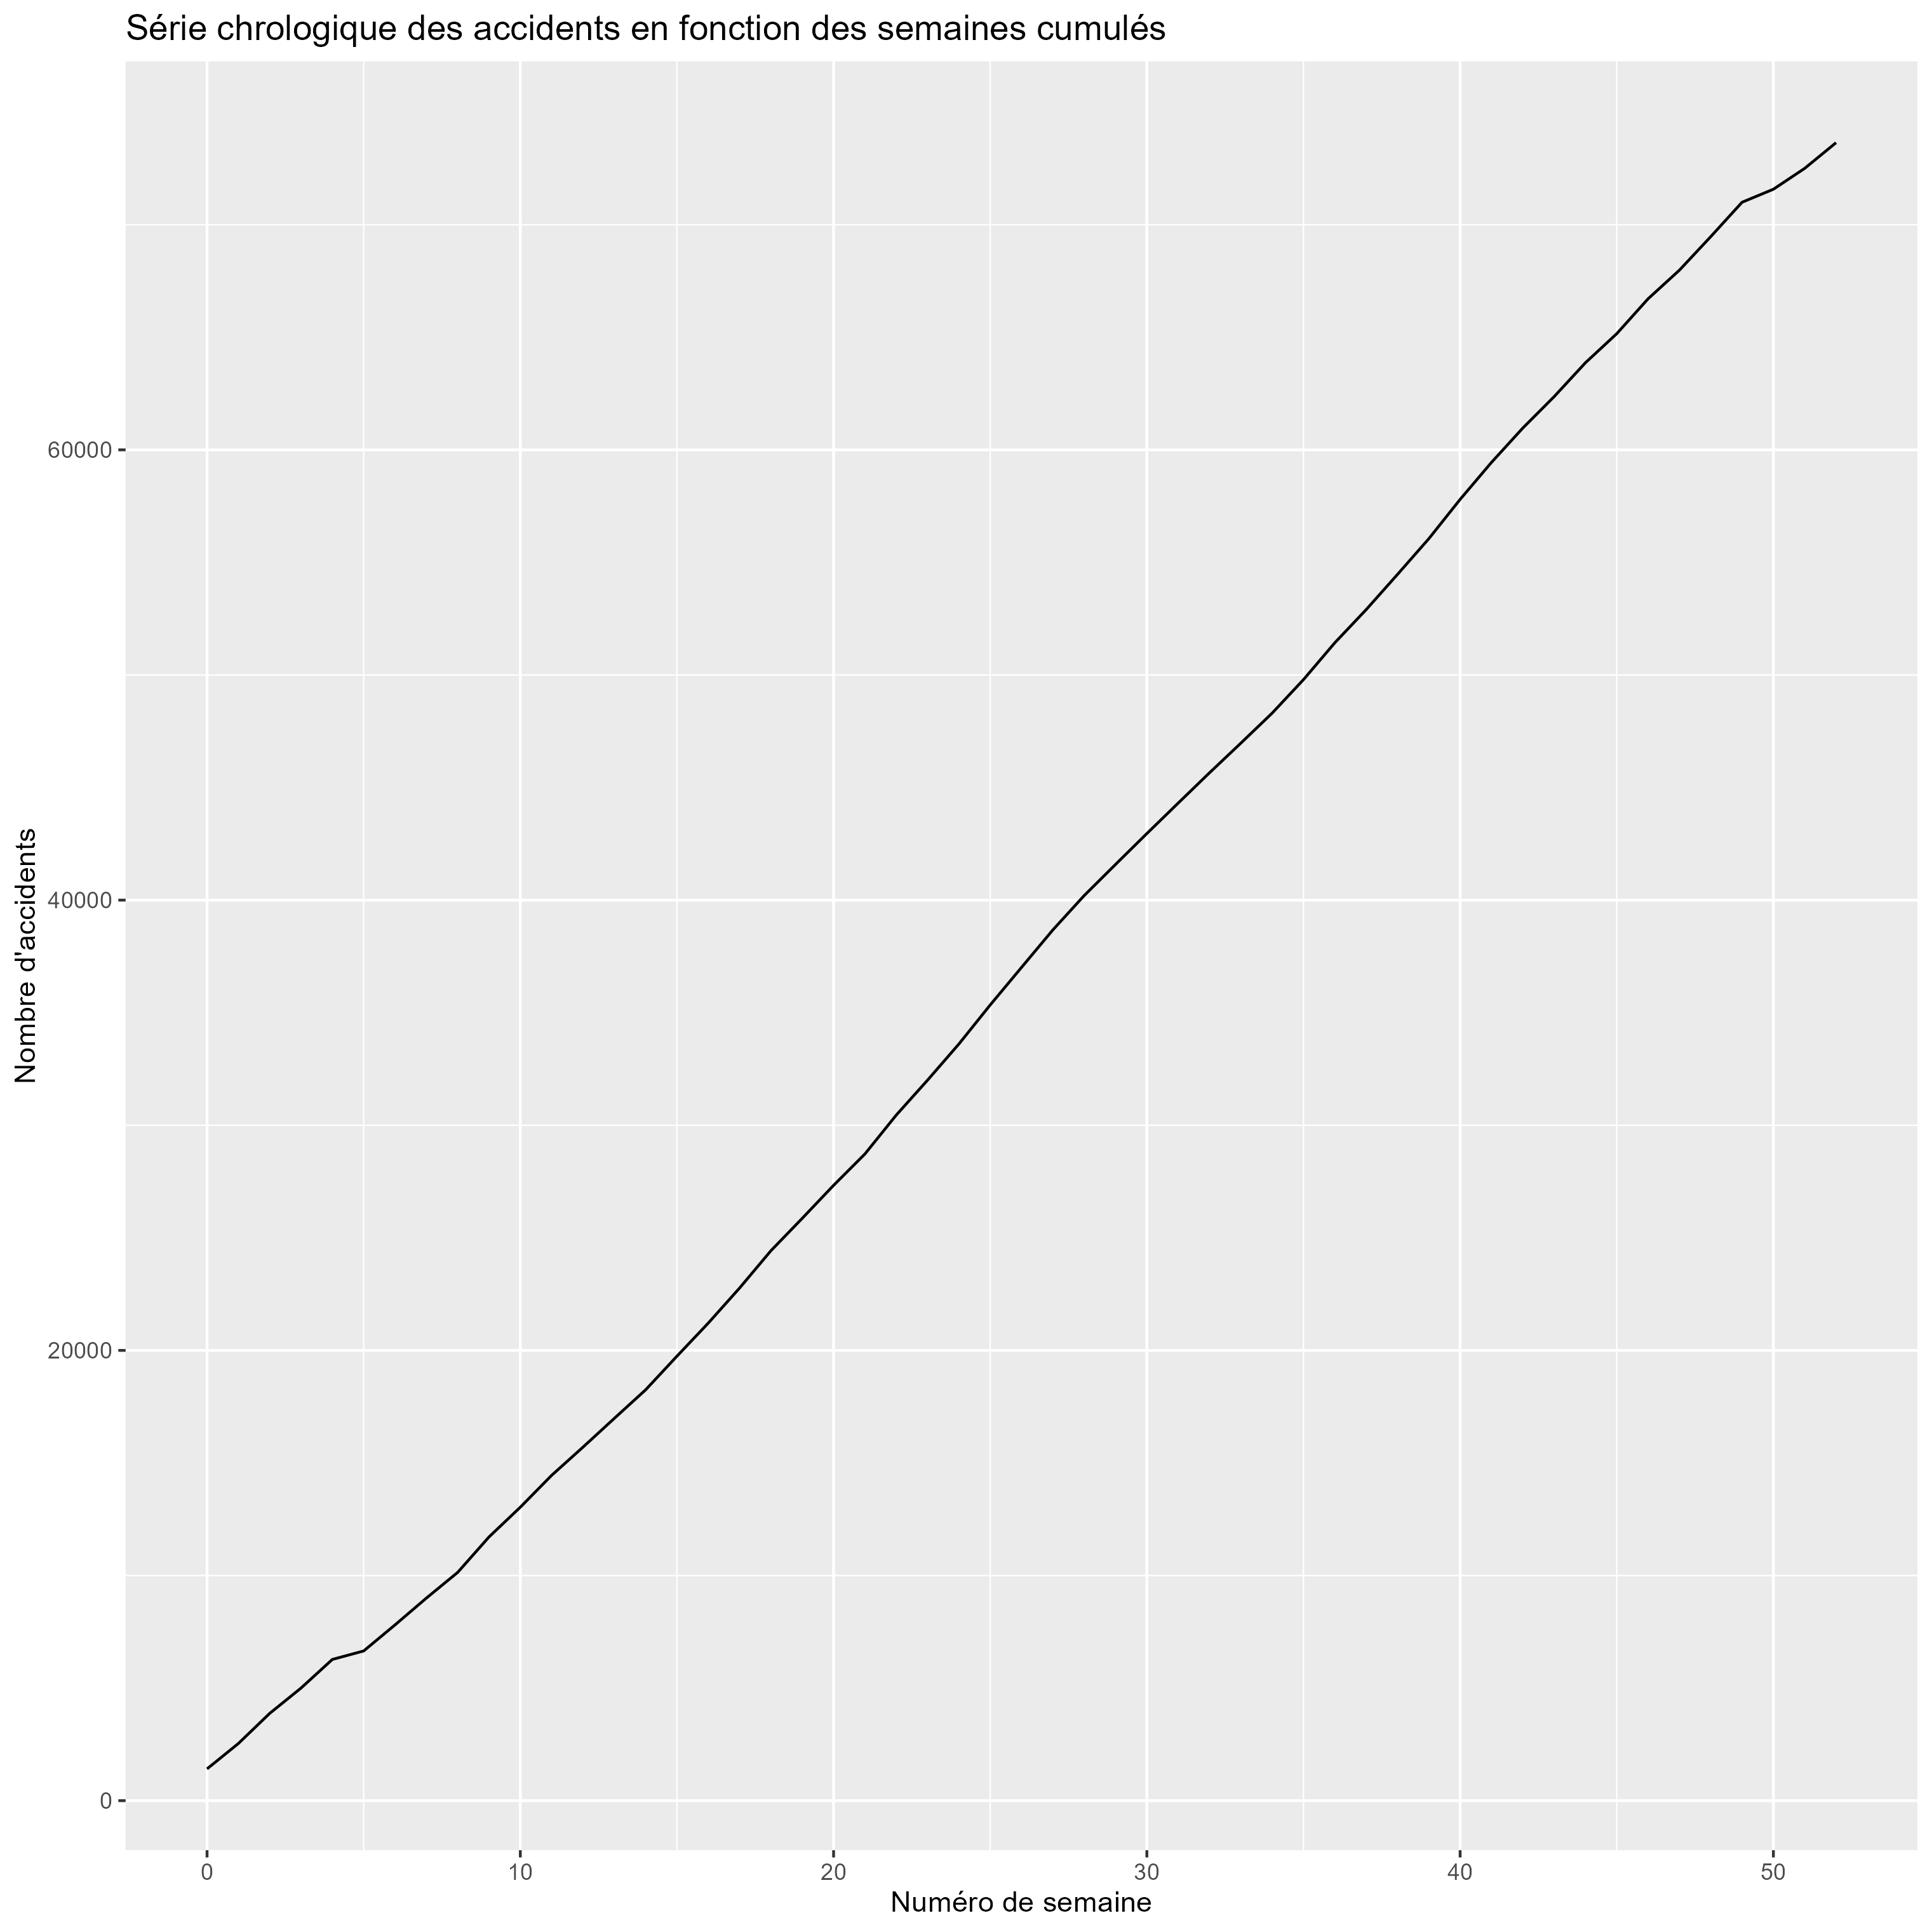 Série chrologique des accidents en fonction des semaines cumulés
Nombre d'accidents
60000
40000
20000
0
0 10 20 30 40 50
Numéro de semaine